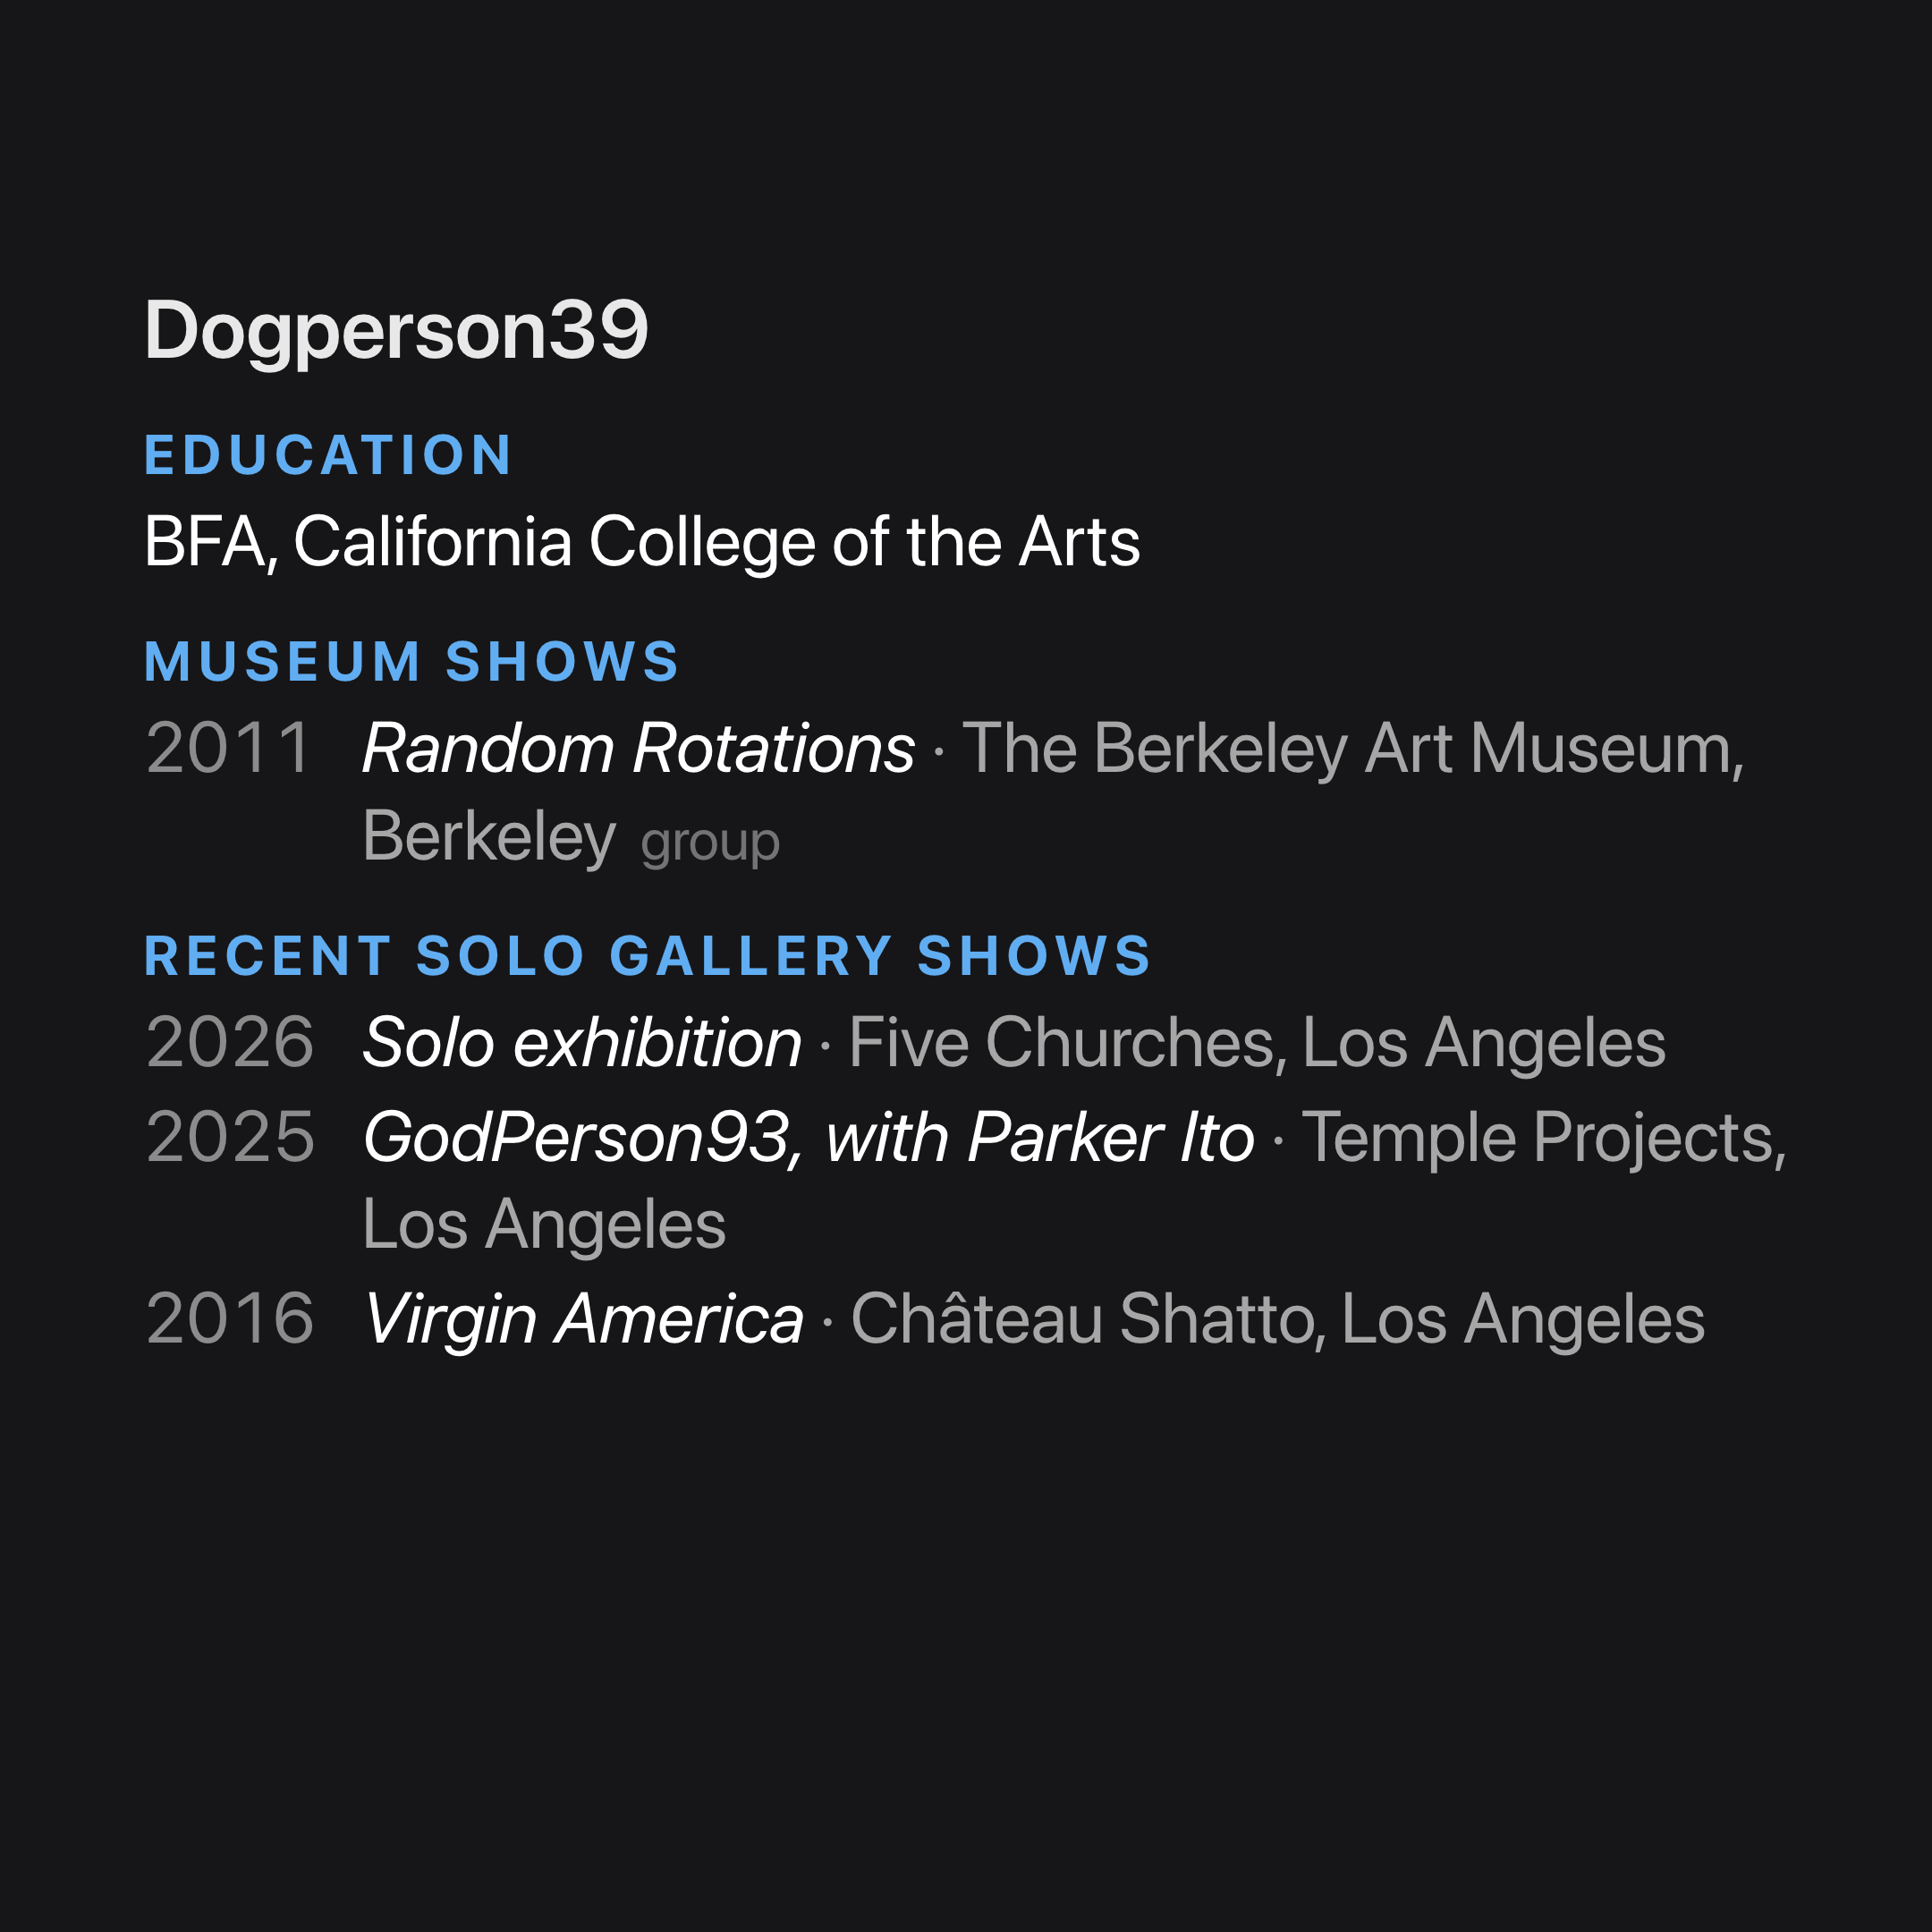 Dogperson39
EDUCATION
BFA, California College of the Arts
MUSEUM SHOWS
2011 Random Rotations · The Berkeley Art Museum,
Berkeley group
RECENT SOLO GALLERY SHOWS
2026 Solo exhibition · Five Churches, Los Angeles
2025 GodPerson93, with Parker Ito · Temple Projects,
Los Angeles
2016 Virgin America · Château Shatto, Los Angeles